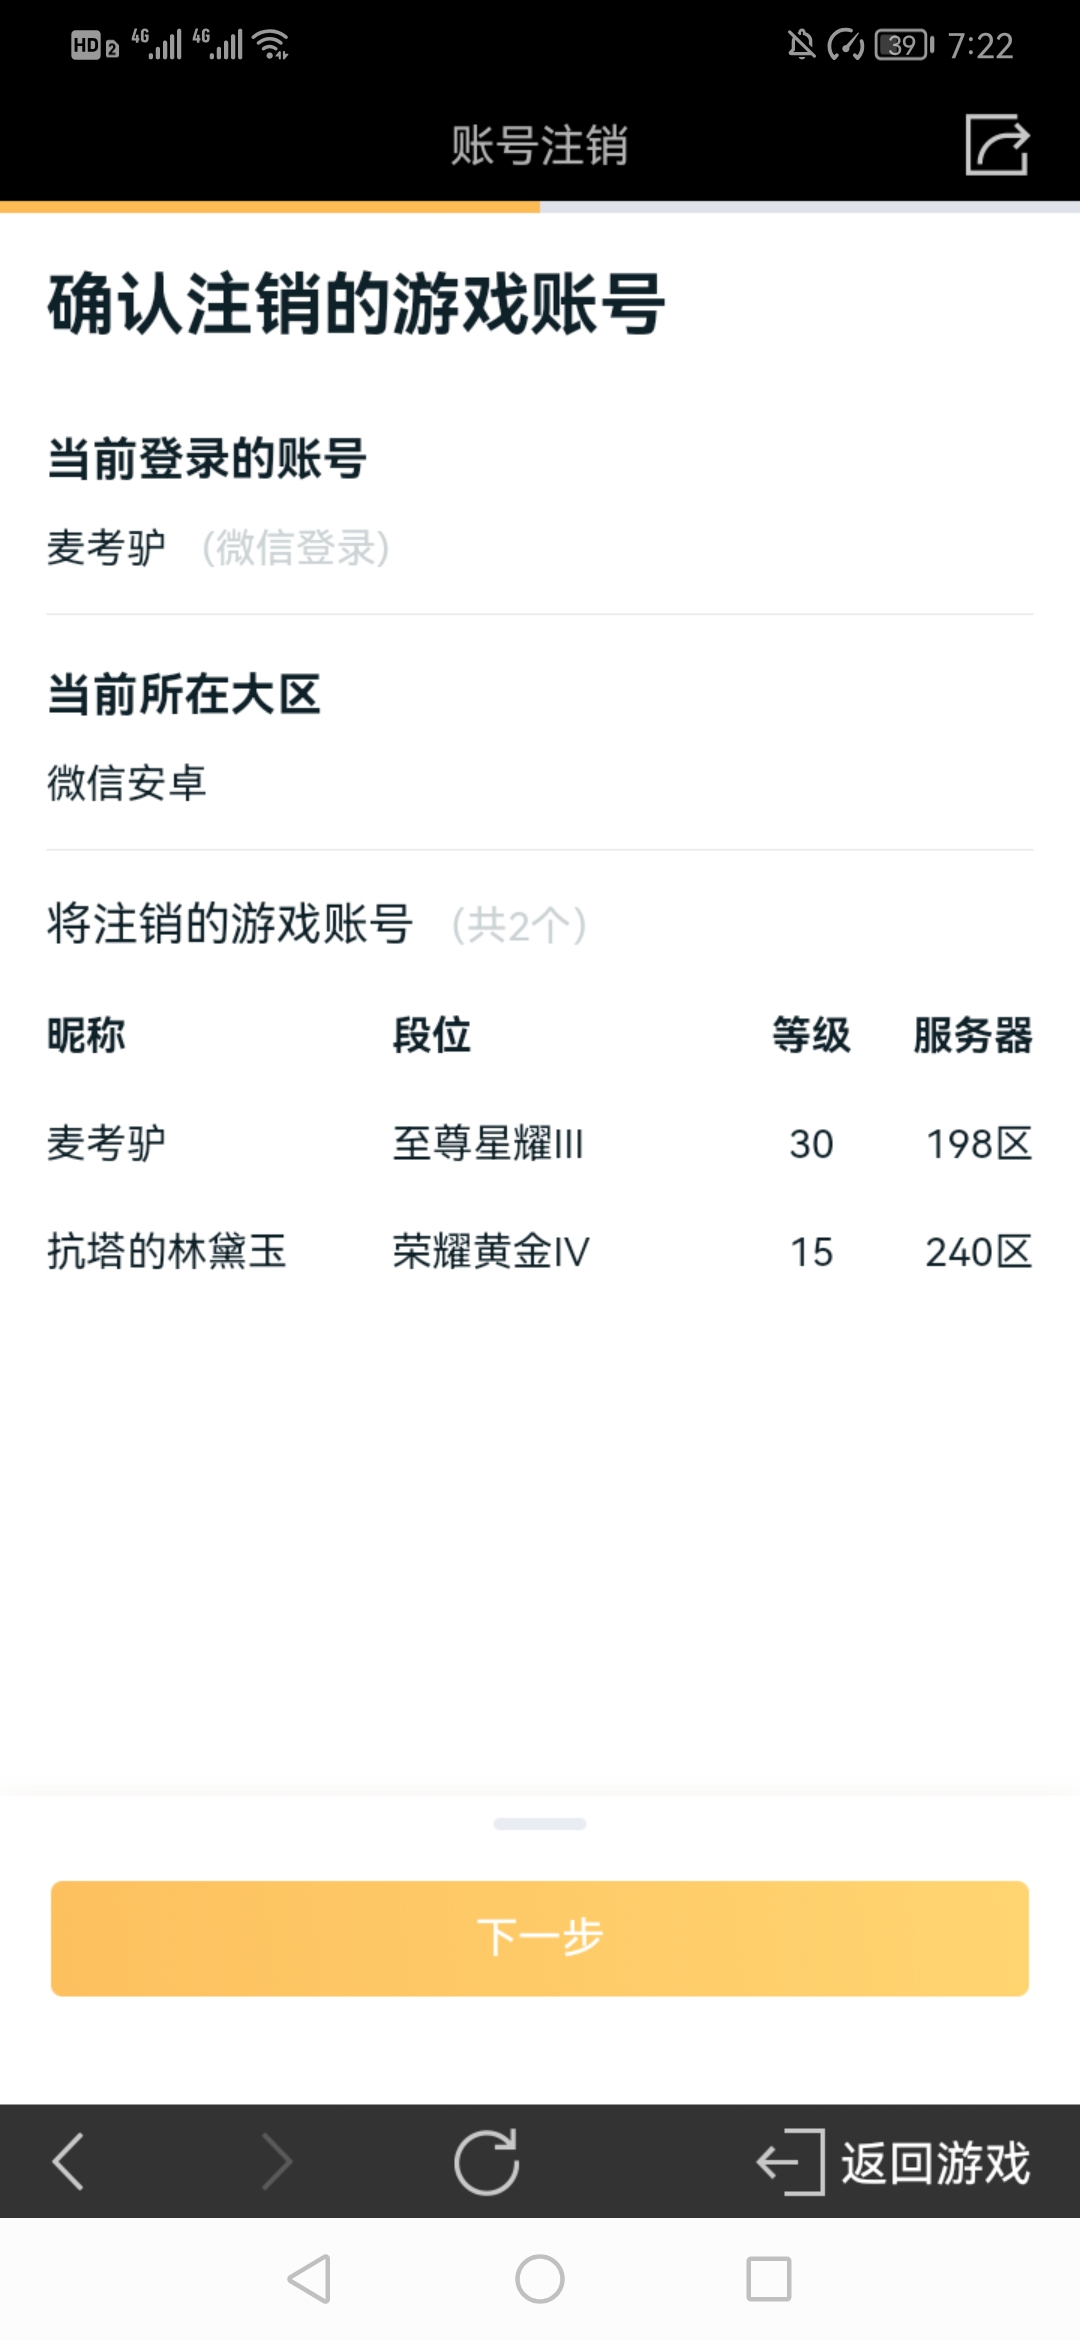 HD 2 4G 4G 39 7:22
账号注销
确认注销的游戏账号
当前登录的账号
麦考驴 (微信登录)
当前所在大区
微信安卓
将注销的游戏账号 (共2个)
昵称 段位 等级 服务器
麦考驴 至尊星耀III 30 198区
抗塔的林黛玉 荣耀黄金IV 15 240区
下一步
返回游戏